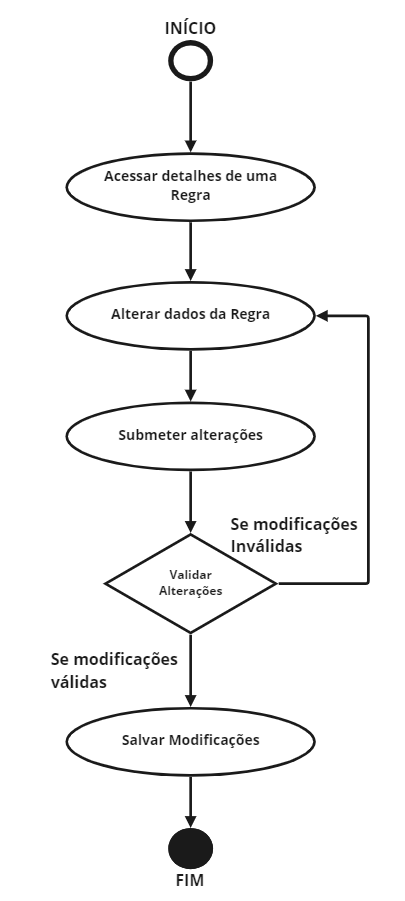 INÍCIO
Acessar detalhes de uma
Regra
Alterar dados da Regra
Submeter alterações
Se modificações
Inválidas
Validar
Alterações
Se modificações
válidas
Salvar Modificações
FIM